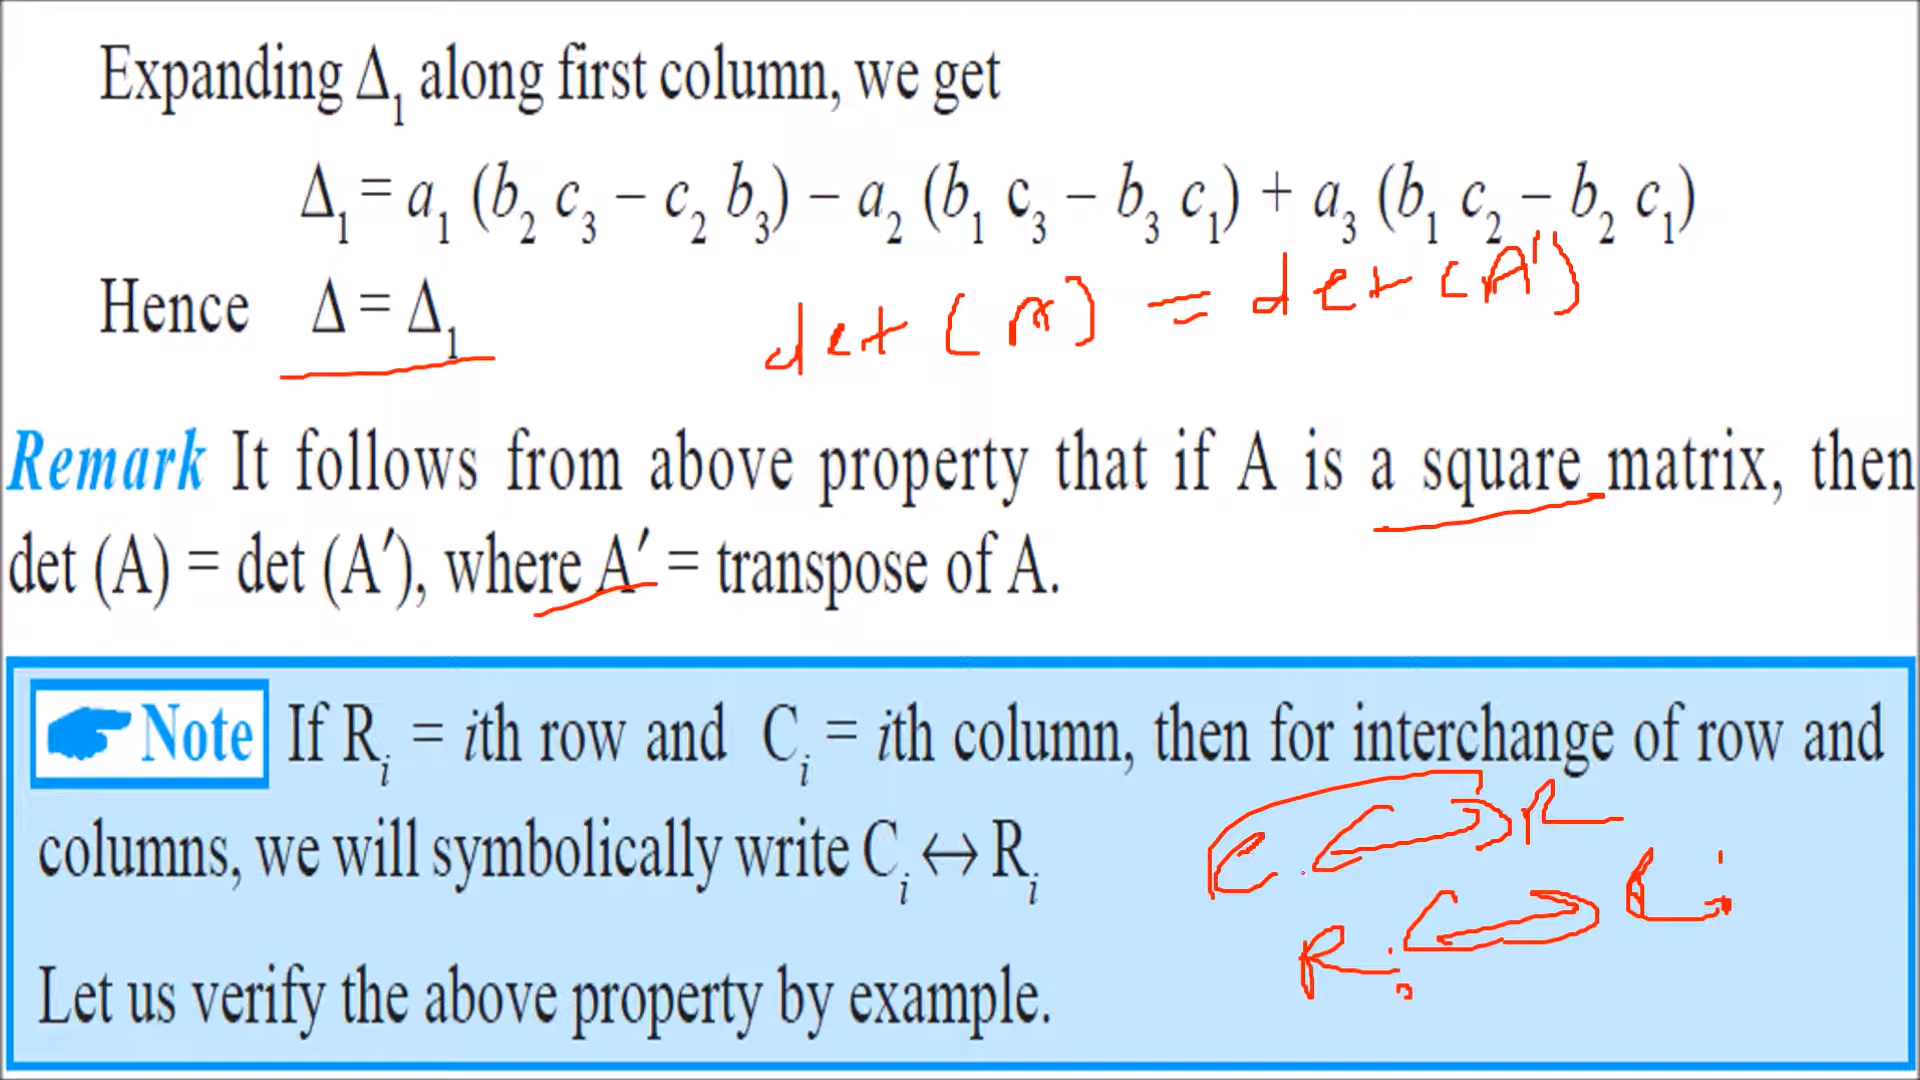 Expanding Δ₁ along first column, we get
Δ₁ = a₁ (b₂ c₃ – c₂ b₃) – a₂ (b₁ c₃ – b₃ c₁) + a₃ (b₁ c₂ – b₂ c₁)
Hence Δ = Δ₁
det (A) = det (A')
Remark It follows from above property that if A is a square matrix, then
det (A) = det (A′), where A′ = transpose of A.
Note If Rᵢ = ith row and Cᵢ = ith column, then for interchange of row and
columns, we will symbolically write Cᵢ ↔ Rᵢ
C ↔ R
Rᵢ ↔ Cᵢ
Let us verify the above property by example.